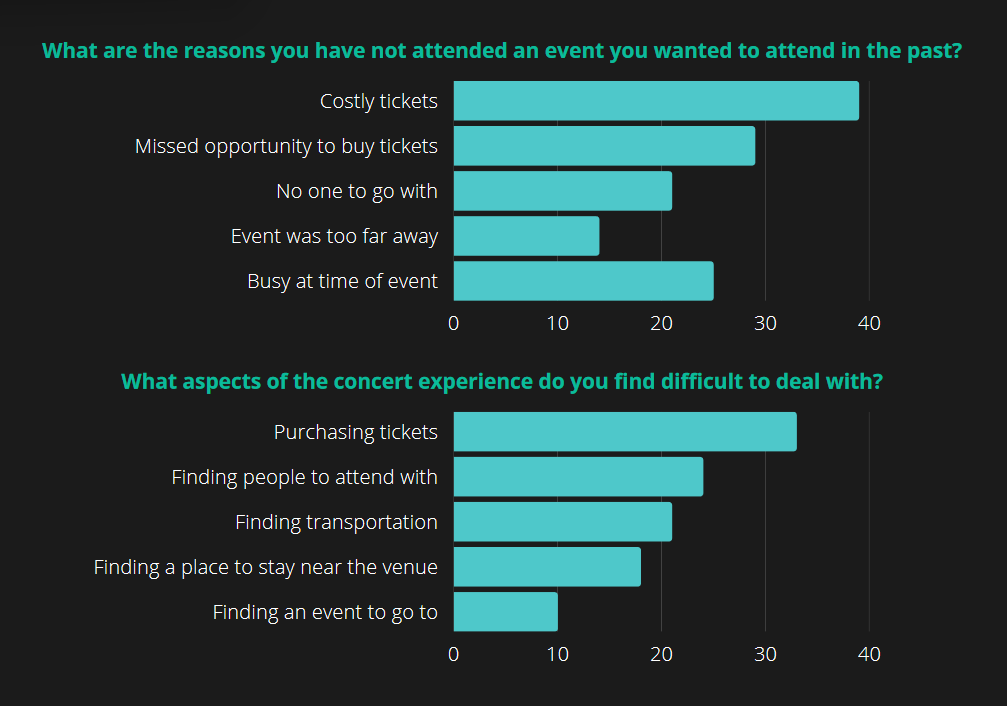 What are the reasons you have not attended an event you wanted to attend in the past?
Costly tickets
Missed opportunity to buy tickets
No one to go with
Event was too far away
Busy at time of event
0 10 20 30 40
What aspects of the concert experience do you find difficult to deal with?
Purchasing tickets
Finding people to attend with
Finding transportation
Finding a place to stay near the venue
Finding an event to go to
0 10 20 30 40